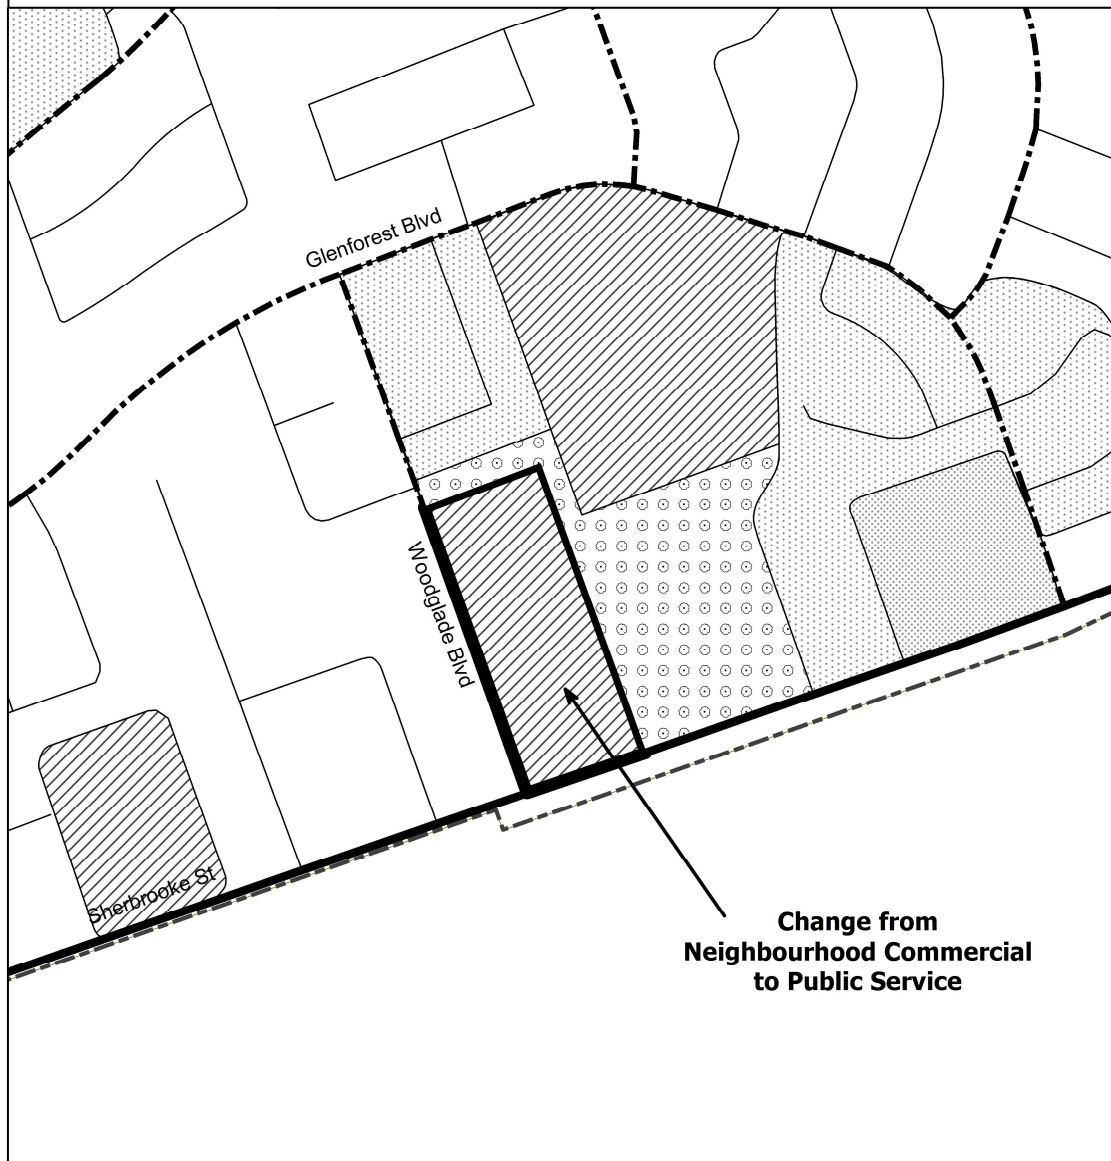 Glenforest Blvd
Woodglade Blvd
Sherbrooke St
Change from
Neighbourhood Commercial
to Public Service